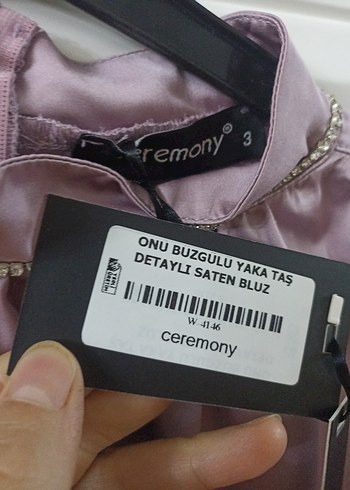 ceremony® 3
ONU BUZGULU YAKA TAŞ
DETAYLI SATEN BLUZ
W-4146
ceremony